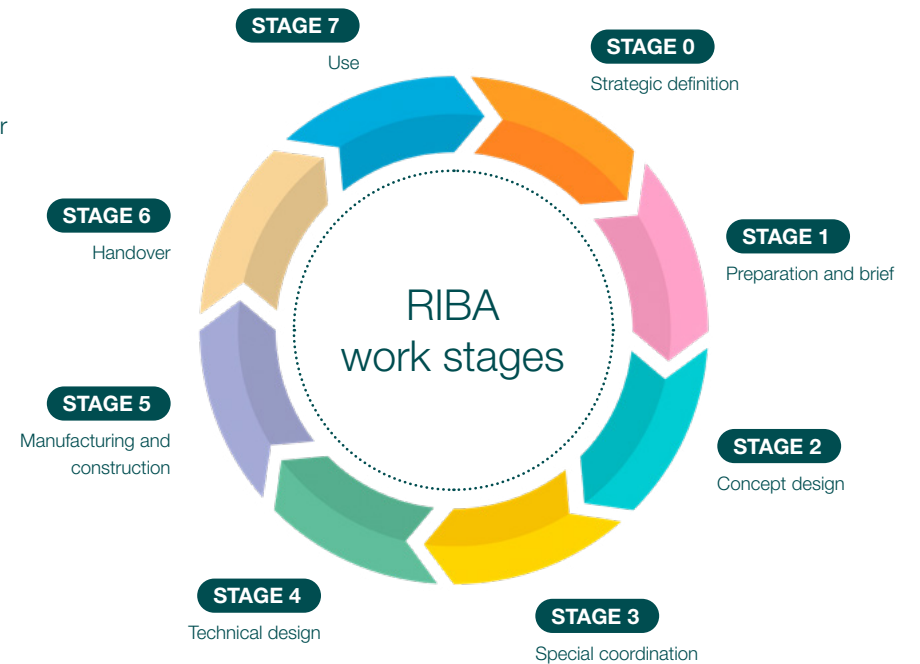 STAGE 7
Use
STAGE 0
Strategic definition
r
STAGE 6
Handover
STAGE 1
Preparation and brief
RIBA
work stages
STAGE 5
Manufacturing and
construction
STAGE 2
Concept design
STAGE 4
Technical design
STAGE 3
Special coordination